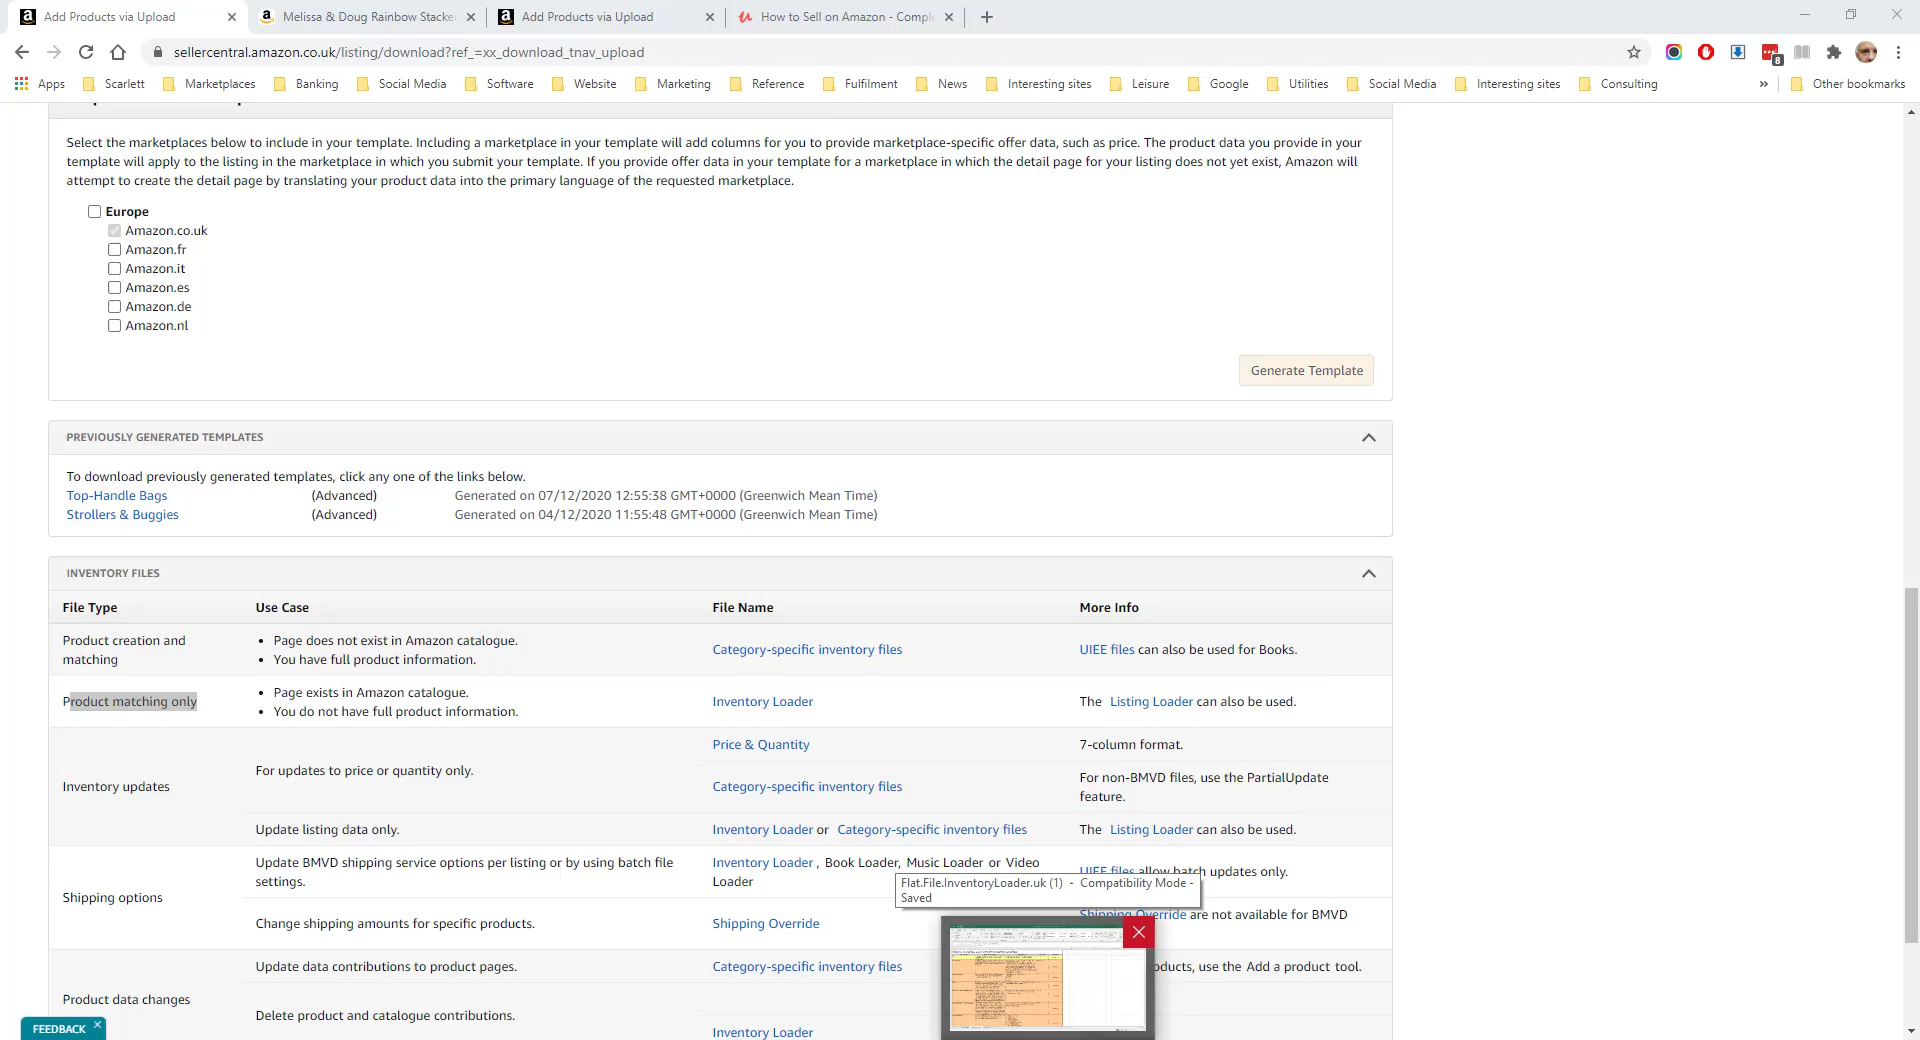 Add Products via Upload
Melissa & Doug Rainbow Stacker
Add Products via Upload
How to Sell on Amazon - Comple
sellercentral.amazon.co.uk/listing/download?ref_=xx_download_tnav_upload
8
Apps Scarlett Marketplaces Banking Social Media Software Website Marketing Reference Fulfilment News Interesting sites Leisure Google Utilities Social Media Interesting sites Consulting » Other bookmarks
Select the marketplaces below to include in your template. Including a marketplace in your template will add columns for you to provide marketplace-specific offer data, such as price. The product data you provide in your
template will apply to the listing in the marketplace in which you submit your template. If you provide offer data in your template for a marketplace in which the detail page for your listing does not yet exist, Amazon will
attempt to create the detail page by translating your product data into the primary language of the requested marketplace.
Europe
Amazon.co.uk
Amazon.fr
Amazon.it
Amazon.es
Amazon.de
Amazon.nl
Generate Template
PREVIOUSLY GENERATED TEMPLATES
To download previously generated templates, click any one of the links below.
Top-Handle Bags (Advanced) Generated on 07/12/2020 12:55:38 GMT+0000 (Greenwich Mean Time)
Strollers & Buggies (Advanced) Generated on 04/12/2020 11:55:48 GMT+0000 (Greenwich Mean Time)
INVENTORY FILES
File Type Use Case File Name More Info
Product creation and
matching
• Page does not exist in Amazon catalogue.
• You have full product information.
Category-specific inventory files
UIEE files can also be used for Books.
Product matching only
• Page exists in Amazon catalogue.
• You do not have full product information.
Inventory Loader
The Listing Loader can also be used.
Inventory updates
For updates to price or quantity only.
Price & Quantity
7-column format.
Category-specific inventory files
For non-BMVD files, use the PartialUpdate
feature.
Update listing data only.
Inventory Loader or Category-specific inventory files
The Listing Loader can also be used.
Shipping options
Update BMVD shipping service options per listing or by using batch file
settings.
Inventory Loader , Book Loader, Music Loader or Video
Loader
UIEE files allow batch updates only.
Flat.File.InventoryLoader.uk (1) - Compatibility Mode -
Saved
Change shipping amounts for specific products.
Shipping Override
Shipping Override are not available for BMVD
Product data changes
Update data contributions to product pages.
Category-specific inventory files
oducts, use the Add a product tool.
Delete product and catalogue contributions.
Inventory Loader
FEEDBACK